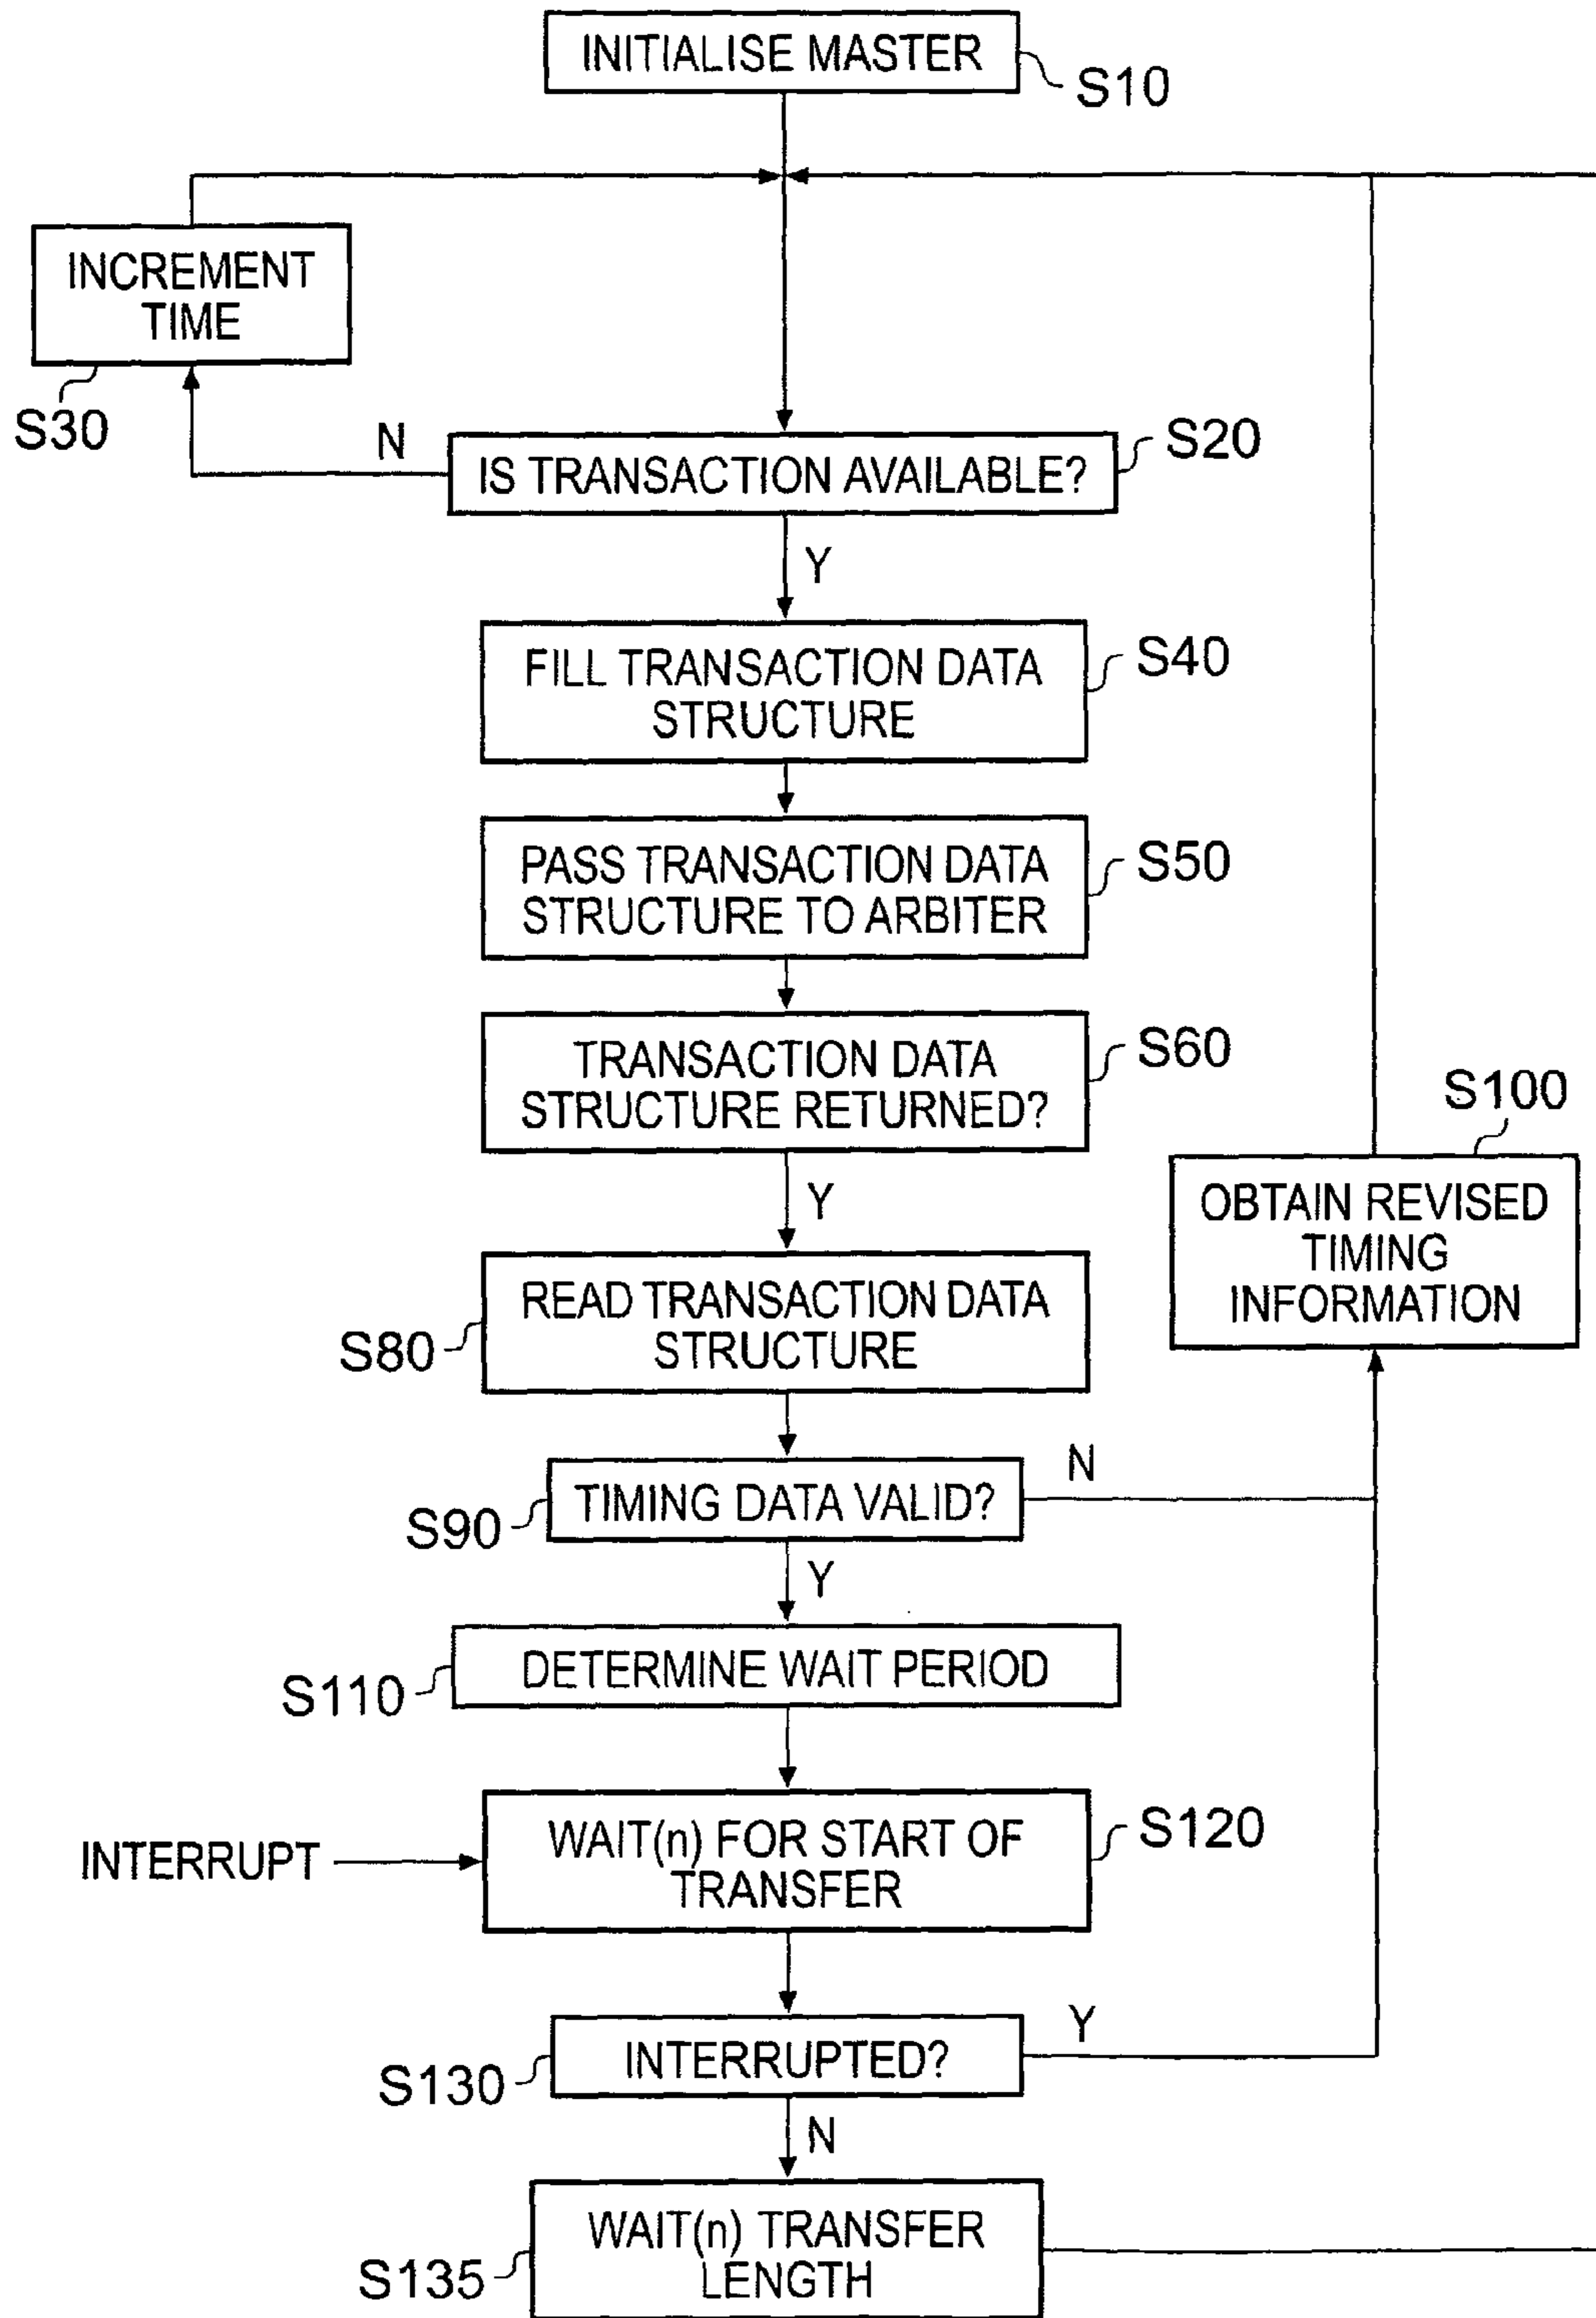 INITIALISE MASTER
S10
INCREMENT
TIME
S30
N
IS TRANSACTION AVAILABLE?
S20
Y
FILL TRANSACTION DATA
STRUCTURE
S40
PASS TRANSACTION DATA
STRUCTURE TO ARBITER
S50
TRANSACTION DATA
STRUCTURE RETURNED?
S60
Y
S100
OBTAIN REVISED
TIMING
INFORMATION
READ TRANSACTION DATA
STRUCTURE
S80
TIMING DATA VALID?
N
S90
Y
DETERMINE WAIT PERIOD
S110
INTERRUPT
WAIT(n) FOR START OF
TRANSFER
S120
INTERRUPTED?
Y
S130
N
WAIT(n) TRANSFER
LENGTH
S135